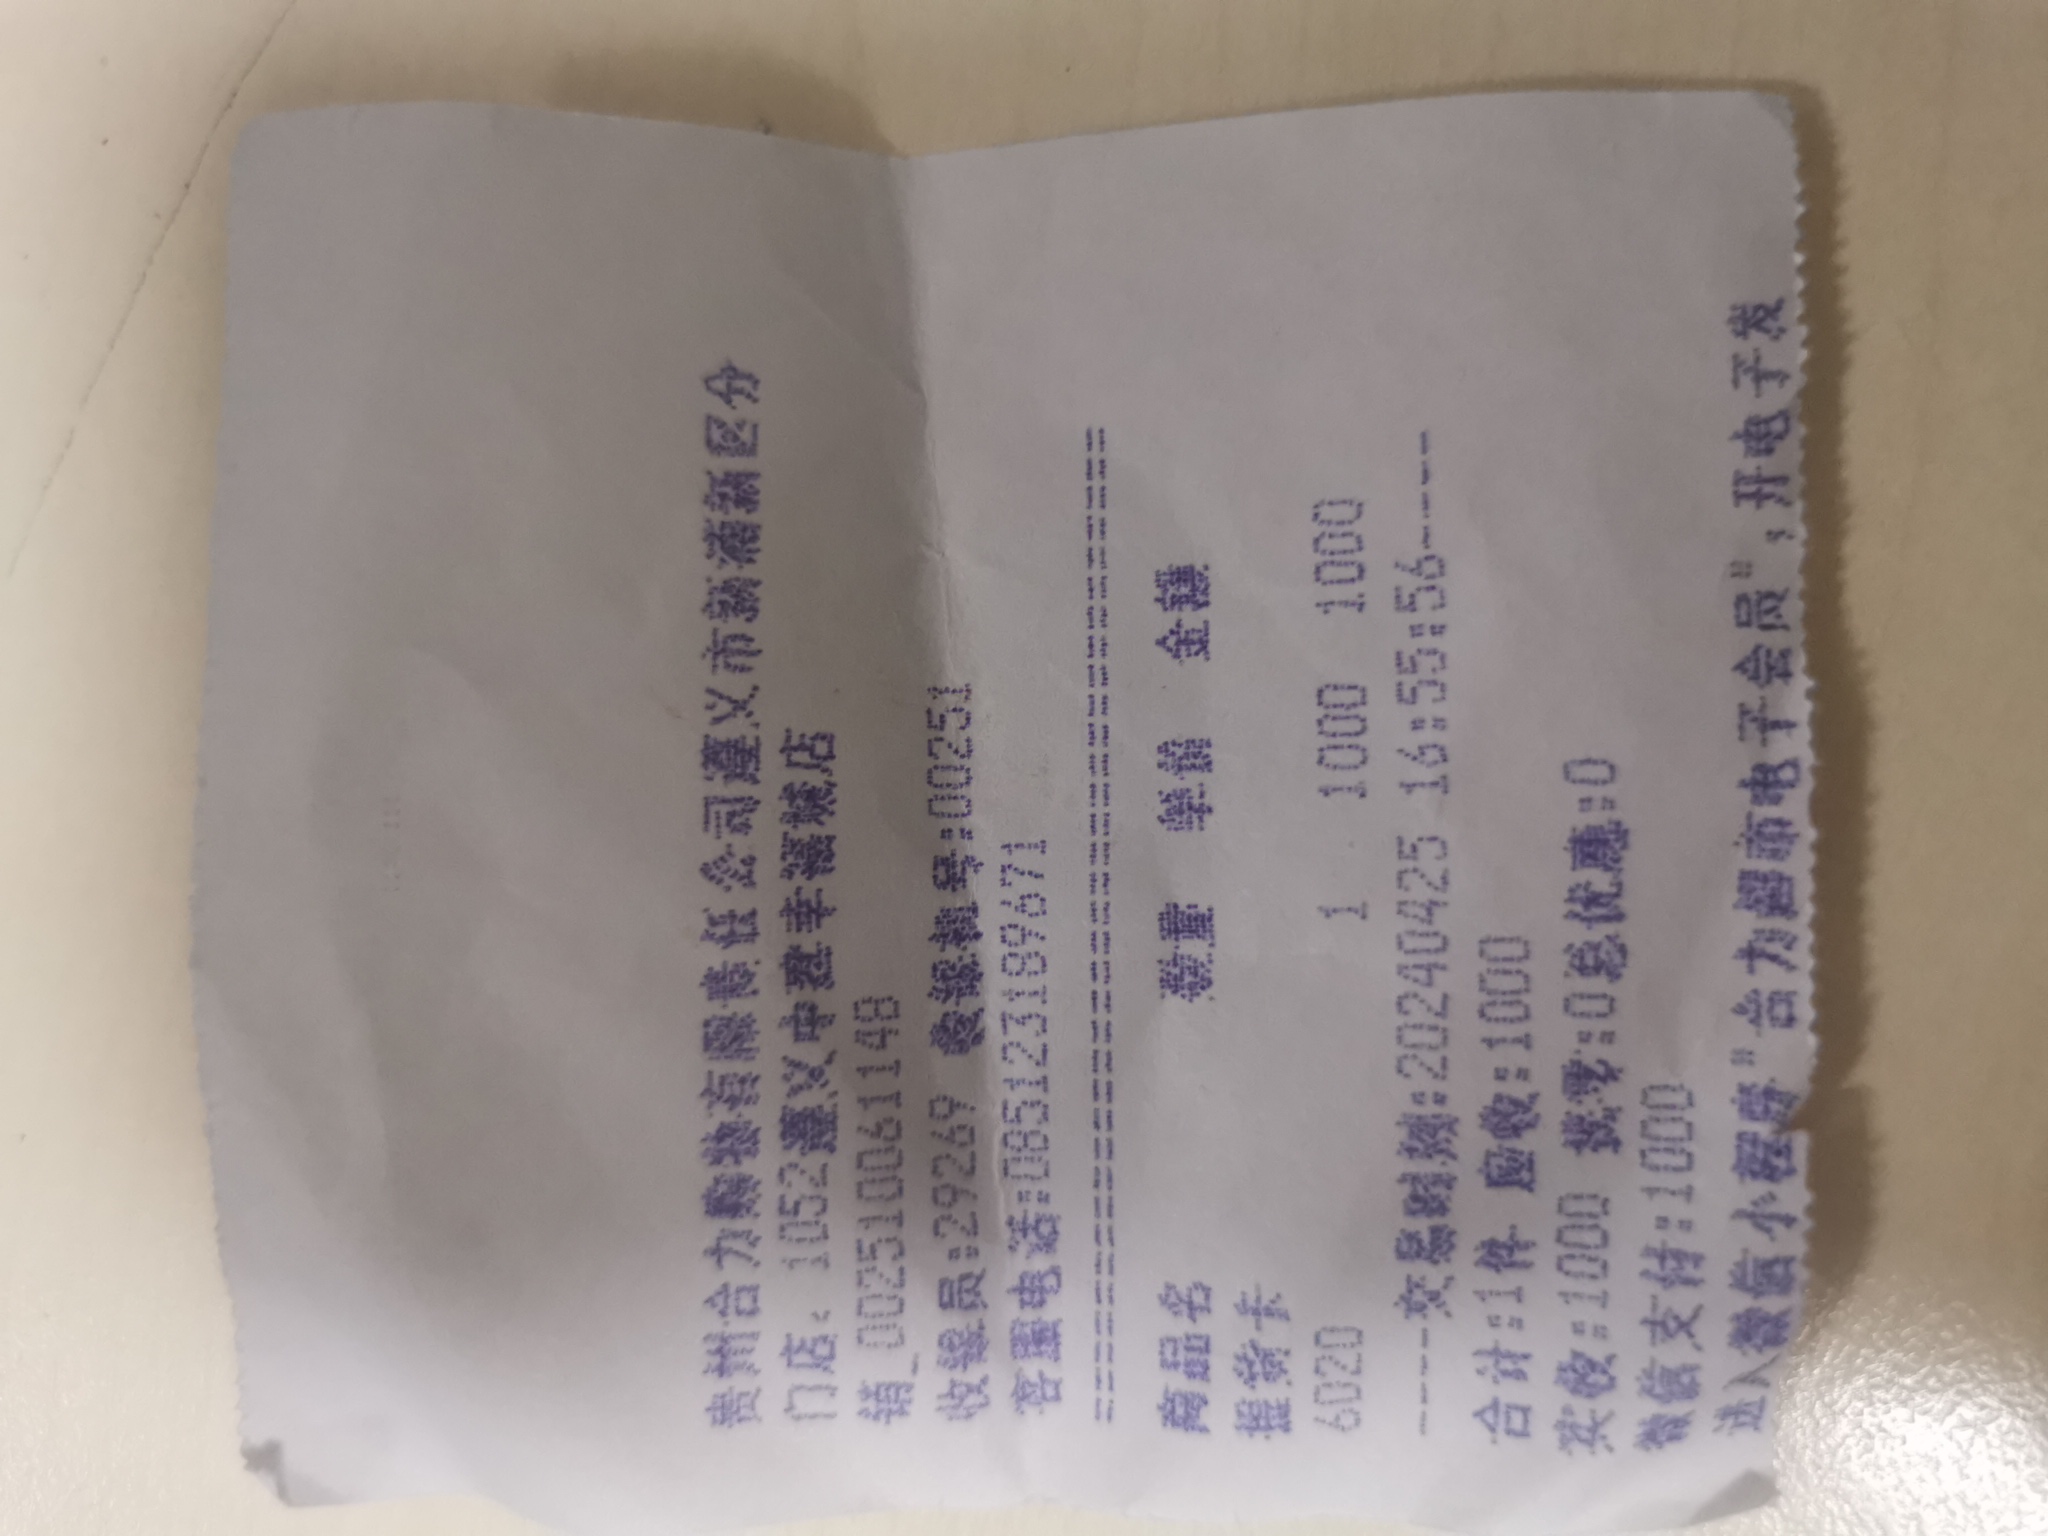 贵州合力购物有限责任公司遵义市新蒲新区分
门店: 1052遵义中建幸福城店
销_002510061148
收银员:29269 收银机号:00251
客服电话:085123189671
========================================
商品名 数量 单价 金额
提货卡
6020 1 1000 1000
----交易时刻:20240425 16:55:56----
合计:1件 应收:1000
实收:1000 找零:0总优惠:0
微信支付:1000
进入微信小程序"合力超市电子会员",开电子发